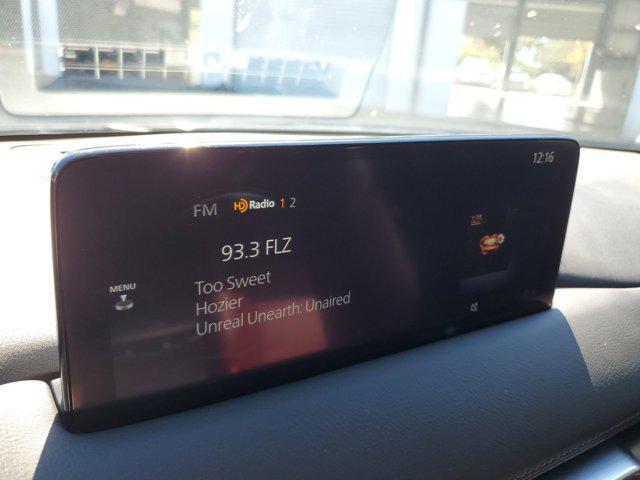 12:16
FM HD Radio 1 2
93.3 FLZ
MENU
Too Sweet
Hozier
Unreal Unearth: Unaired